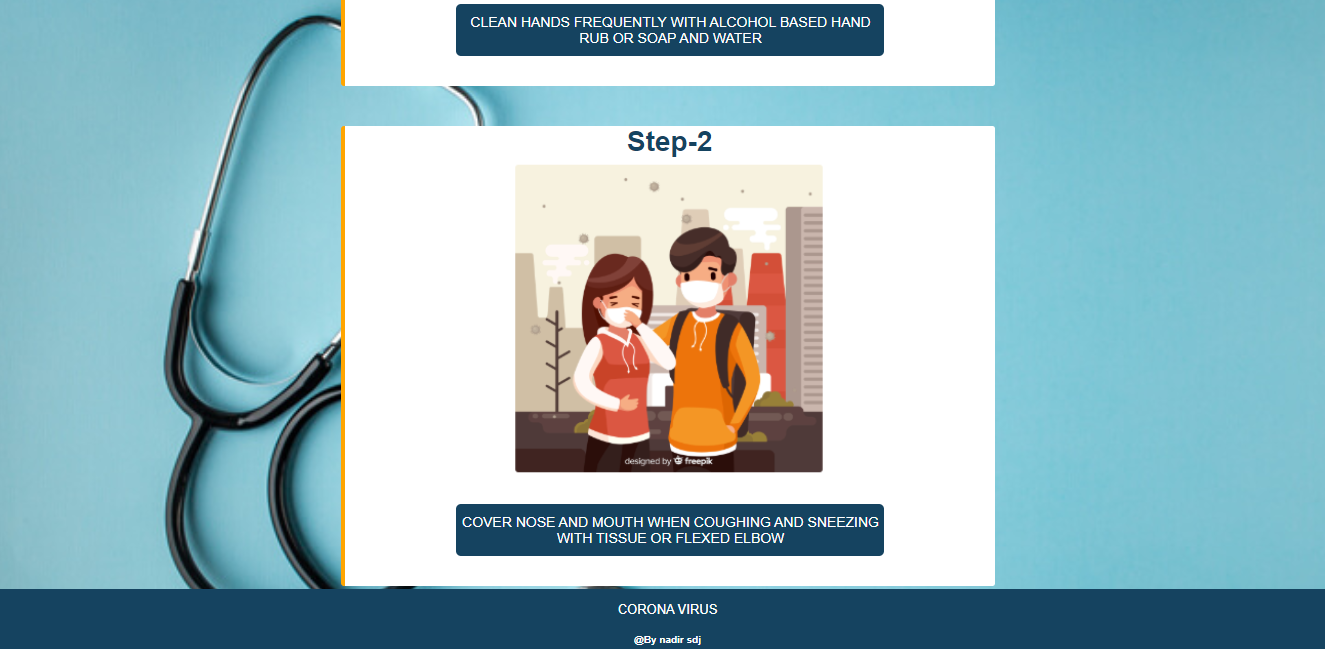 CLEAN HANDS FREQUENTLY WITH ALCOHOL BASED HAND
RUB OR SOAP AND WATER
Step-2
designed by freepik
COVER NOSE AND MOUTH WHEN COUGHING AND SNEEZING
WITH TISSUE OR FLEXED ELBOW
CORONA VIRUS
@By nadir sdj